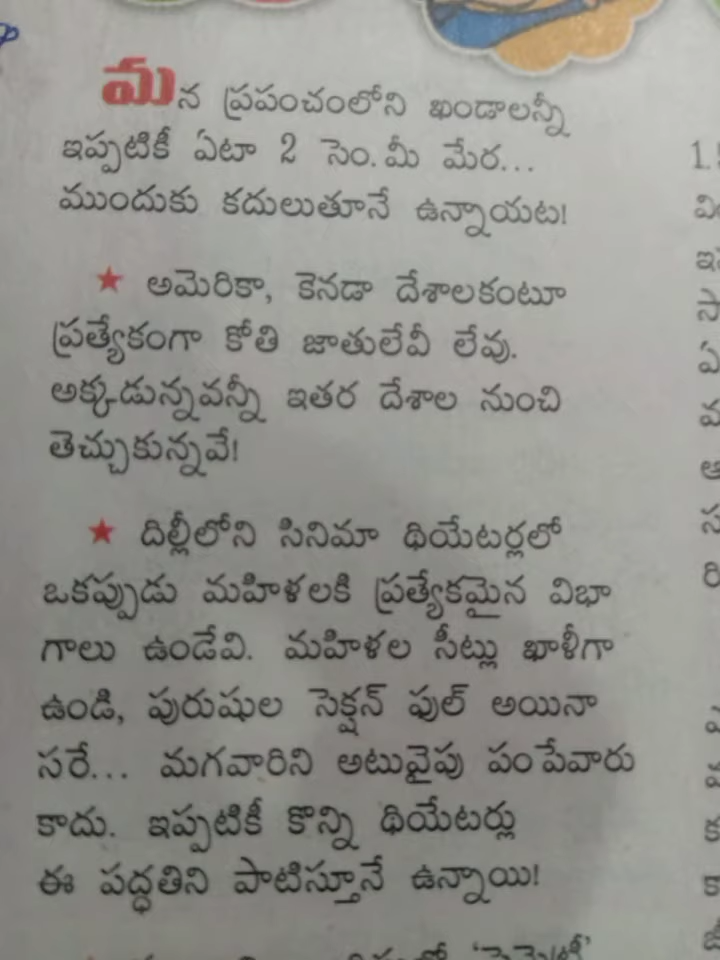 మన ప్రపంచంలోని ఖండాలన్నీ
ఇప్పటికీ ఏటా 2 సెం.మీ మేర...
ముందుకు కదులుతూనే ఉన్నాయట!
★ అమెరికా, కెనడా దేశాలకంటూ
ప్రత్యేకంగా కోతి జాతులేవీ లేవు.
అక్కడున్నవన్నీ ఇతర దేశాల నుంచి
తెచ్చుకున్నవే!
★ దిల్లీలోని సినిమా థియేటర్లలో
ఒకప్పుడు మహిళలకి ప్రత్యేకమైన విభా
గాలు ఉండేవి. మహిళల సీట్లు ఖాళీగా
ఉండి, పురుషుల సెక్షన్ ఫుల్ అయినా
సరే... మగవారిని అటువైపు పంపేవారు
కాదు. ఇప్పటికీ కొన్ని థియేటర్లు
ఈ పద్ధతిని పాటిస్తూనే ఉన్నాయి!